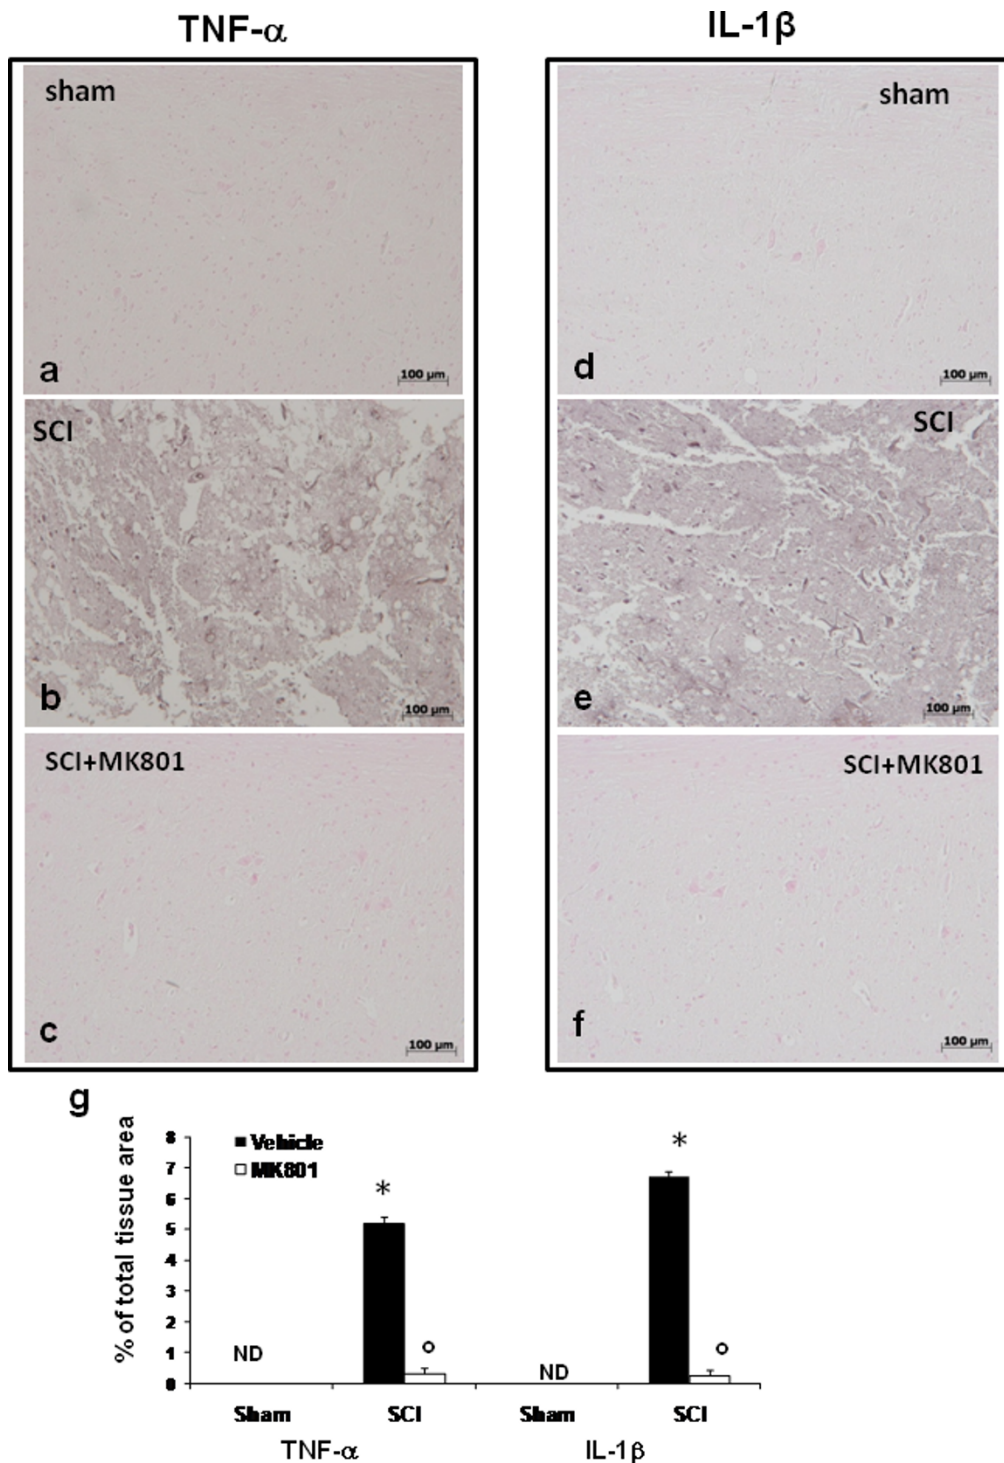 TNF-α
IL-1β
sham
a
100 µm
sham
d
100 µm
SCI
b
100 µm
SCI
e
100 µm
SCI+MK801
c
100 µm
SCI+MK801
f
100 µm
g
% of total tissue area
8
7
6
5
4
3
2
1
0
Vehicle
MK801
ND
*
ND
*
Sham
SCI
Sham
SCI
TNF-α
IL-1β